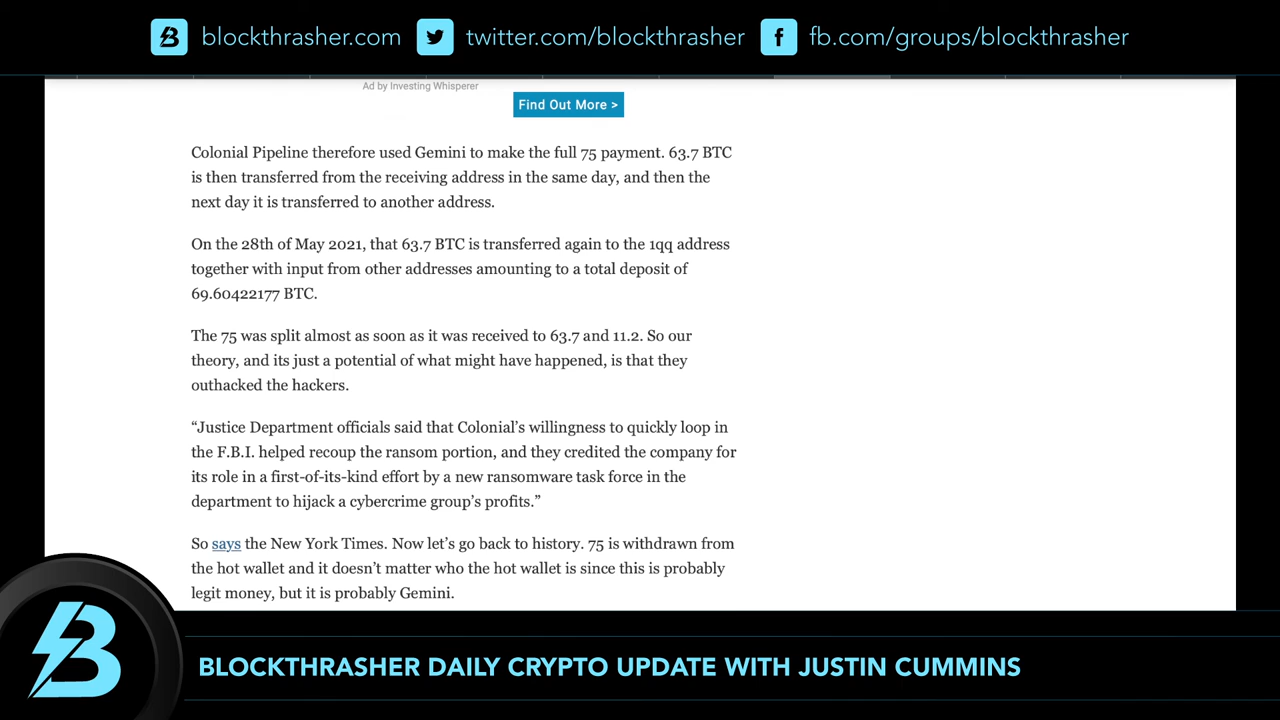 blockthrasher.com twitter.com/blockthrasher fb.com/groups/blockthrasher
Ad by Investing Whisperer
Find Out More >
Colonial Pipeline therefore used Gemini to make the full 75 payment. 63.7 BTC
is then transferred from the receiving address in the same day, and then the
next day it is transferred to another address.
On the 28th of May 2021, that 63.7 BTC is transferred again to the 1qq address
together with input from other addresses amounting to a total deposit of
69.60422177 BTC.
The 75 was split almost as soon as it was received to 63.7 and 11.2. So our
theory, and its just a potential of what might have happened, is that they
outhacked the hackers.
“Justice Department officials said that Colonial’s willingness to quickly loop in
the F.B.I. helped recoup the ransom portion, and they credited the company for
its role in a first-of-its-kind effort by a new ransomware task force in the
department to hijack a cybercrime group’s profits.”
So says the New York Times. Now let’s go back to history. 75 is withdrawn from
the hot wallet and it doesn’t matter who the hot wallet is since this is probably
legit money, but it is probably Gemini.
BLOCKTHRASHER DAILY CRYPTO UPDATE WITH JUSTIN CUMMINS